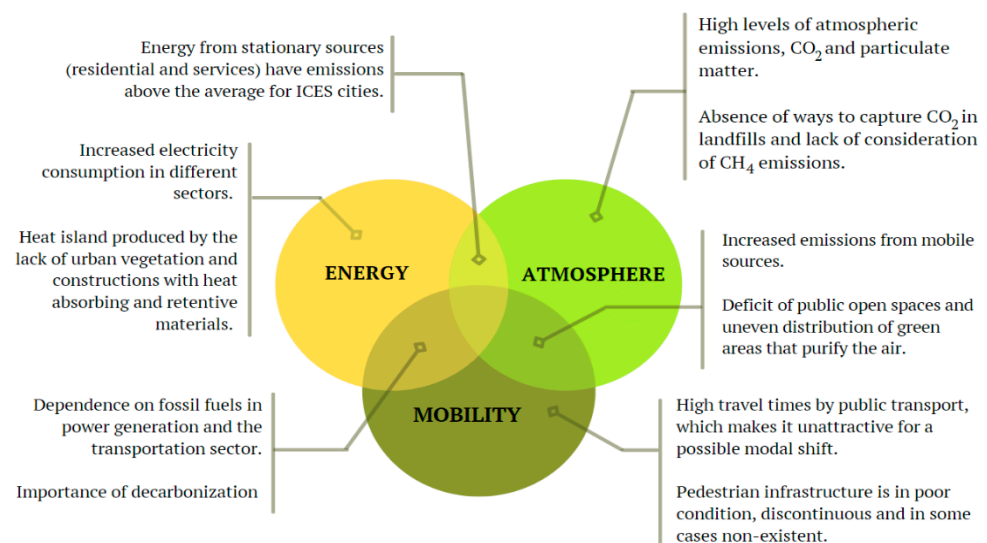 Energy from stationary sources
(residential and services) have emissions
above the average for ICES cities.
High levels of atmospheric
emissions, CO₂ and particulate
matter.
Absence of ways to capture CO₂ in
landfills and lack of consideration
of CH₄ emissions.
Increased electricity
consumption in different
sectors.
Heat island produced by the
lack of urban vegetation and
constructions with heat
absorbing and retentive
materials.
ENERGY
ATMOSPHERE
MOBILITY
Increased emissions from mobile
sources.
Deficit of public open spaces and
uneven distribution of green
areas that purify the air.
Dependence on fossil fuels in
power generation and the
transportation sector.
Importance of decarbonization
High travel times by public transport,
which makes it unattractive for a
possible modal shift.
Pedestrian infrastructure is in poor
condition, discontinuous and in some
cases non-existent.